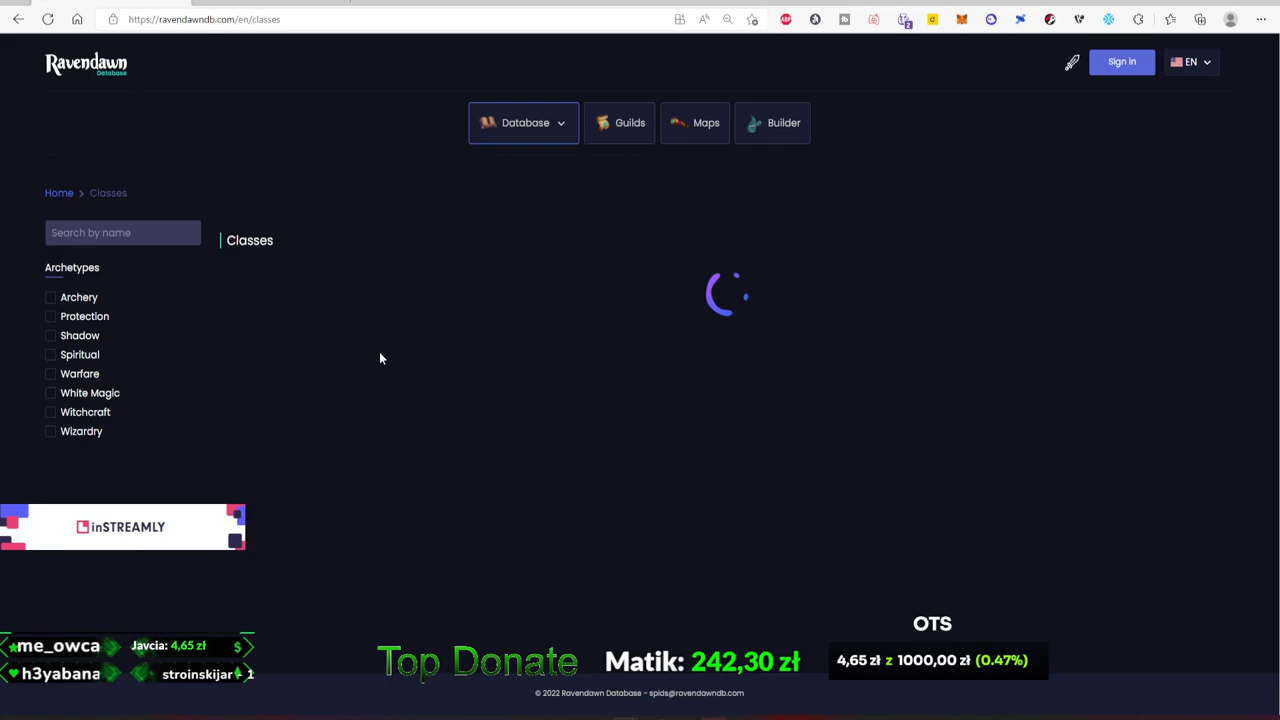 https://ravendawndb.com/en/classes
Ravendawn
Database
Sign in
EN
Database
Guilds
Maps
Builder
Home > Classes
Search by name
Classes
Archetypes
Archery
Protection
Shadow
Spiritual
Warfare
White Magic
Witchcraft
Wizardry
inSTREAMLY
OTS
me_owca
Javcia: 4,65 zł
$
Top Donate
Matik: 242,30 zł
4,65 zł z 1000,00 zł (0.47%)
h3yabana
stroinskijar - 1
© 2022 Ravendawn Database - spids@ravendawndb.com